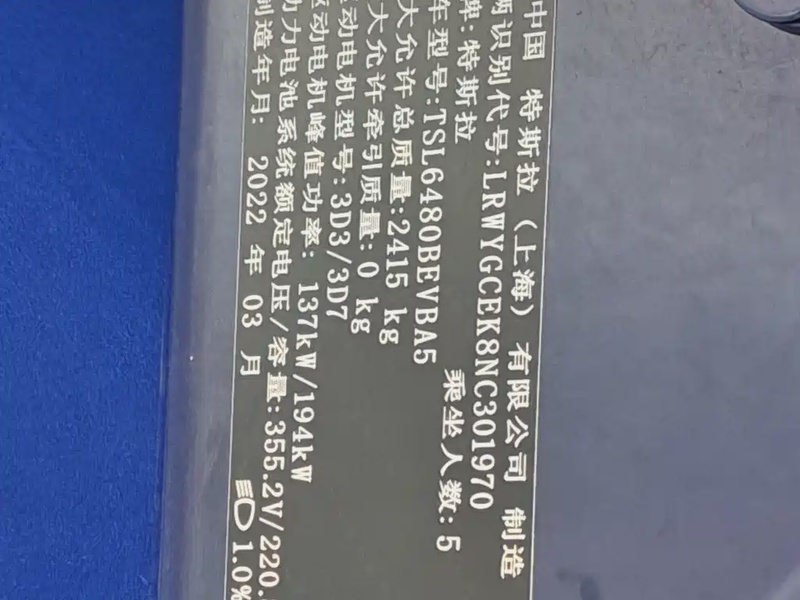 中国 特斯拉（上海）有限公司 制造
辆识别代号:LRWYGCEK8NC301970
牌:特斯拉 乘坐人数:5
车型号:TSL6480BEVBA5
大允许总质量:2415 kg
大允许牵引质量:0 kg
动电机型号:3D3/3D7
驱动电机峰值功率: 137kW/194kW
动力电池系统额定电压/容量:355.2V/220.
制造年月: 2022 年 03 月 1.0%